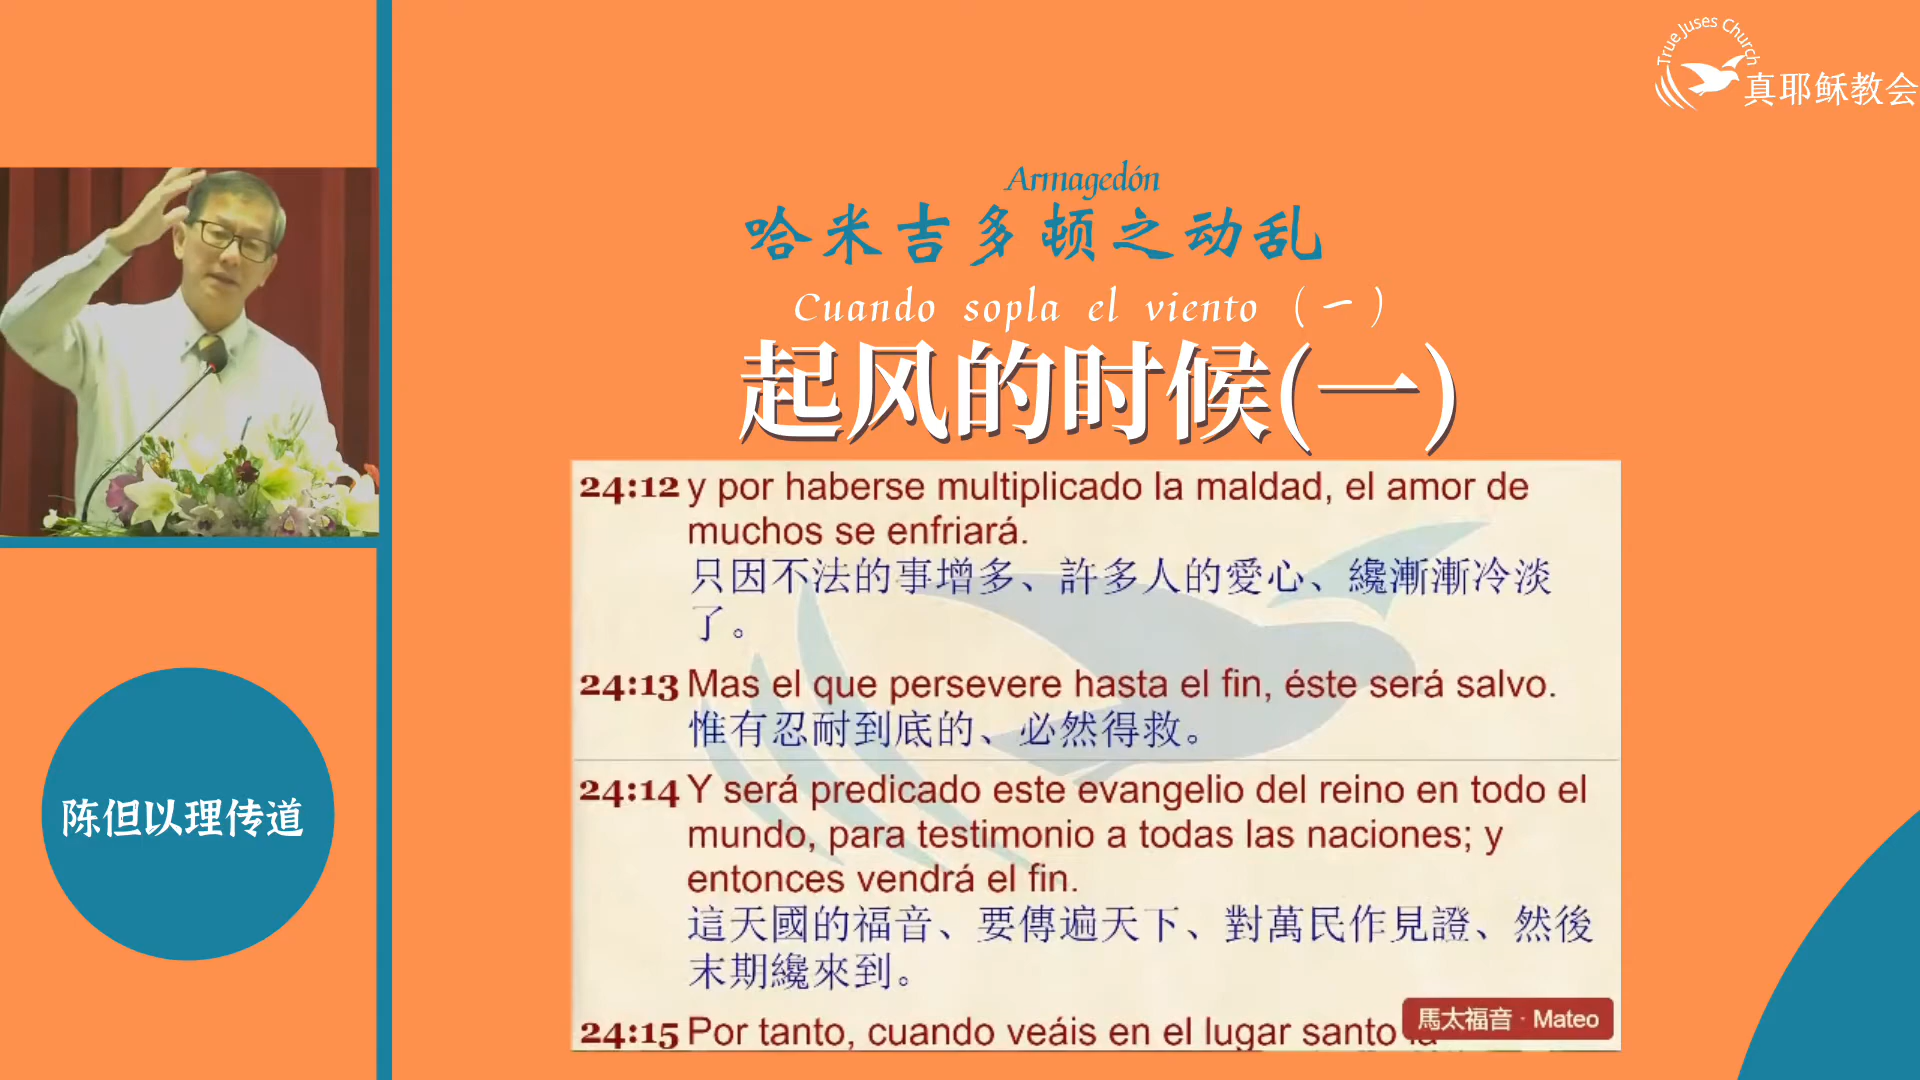 True Juses Church
真耶稣教会
Armagedón
哈米吉多顿之动乱
Cuando sopla el viento (一)
起风的时候(一)
24:12 y por haberse multiplicado la maldad, el amor de
muchos se enfriará.
只因不法的事增多、許多人的愛心、纔漸漸冷淡
了。
24:13 Mas el que persevere hasta el fin, éste será salvo.
惟有忍耐到底的、必然得救。
24:14 Y será predicado este evangelio del reino en todo el
mundo, para testimonio a todas las naciones; y
entonces vendrá el fin.
這天國的福音、要傳遍天下、對萬民作見證、然後
末期纔來到。
24:15 Por tanto, cuando veáis en el lugar santo la
馬太福音 · Mateo
陈但以理传道